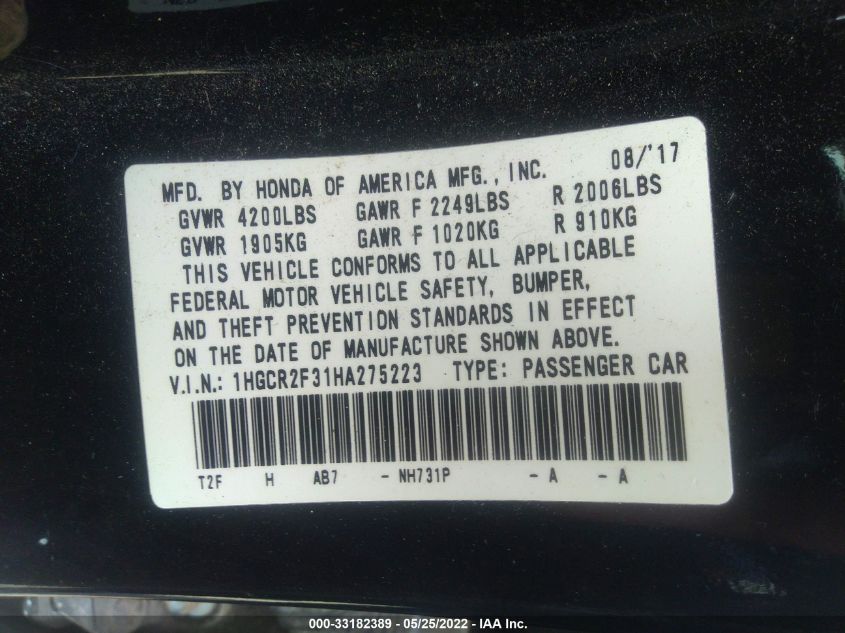 MFD. BY HONDA OF AMERICA MFG., INC. 08/'17
GVWR 4200LBS GAWR F 2249LBS R 2006LBS
GVWR 1905KG GAWR F 1020KG R 910KG
THIS VEHICLE CONFORMS TO ALL APPLICABLE
FEDERAL MOTOR VEHICLE SAFETY, BUMPER,
AND THEFT PREVENTION STANDARDS IN EFFECT
ON THE DATE OF MANUFACTURE SHOWN ABOVE.
V.I.N.: 1HGCR2F31HA275223 TYPE: PASSENGER CAR
T2F H AB7 - NH731P - A - A
000-33182389 - 05/25/2022 - IAA Inc.